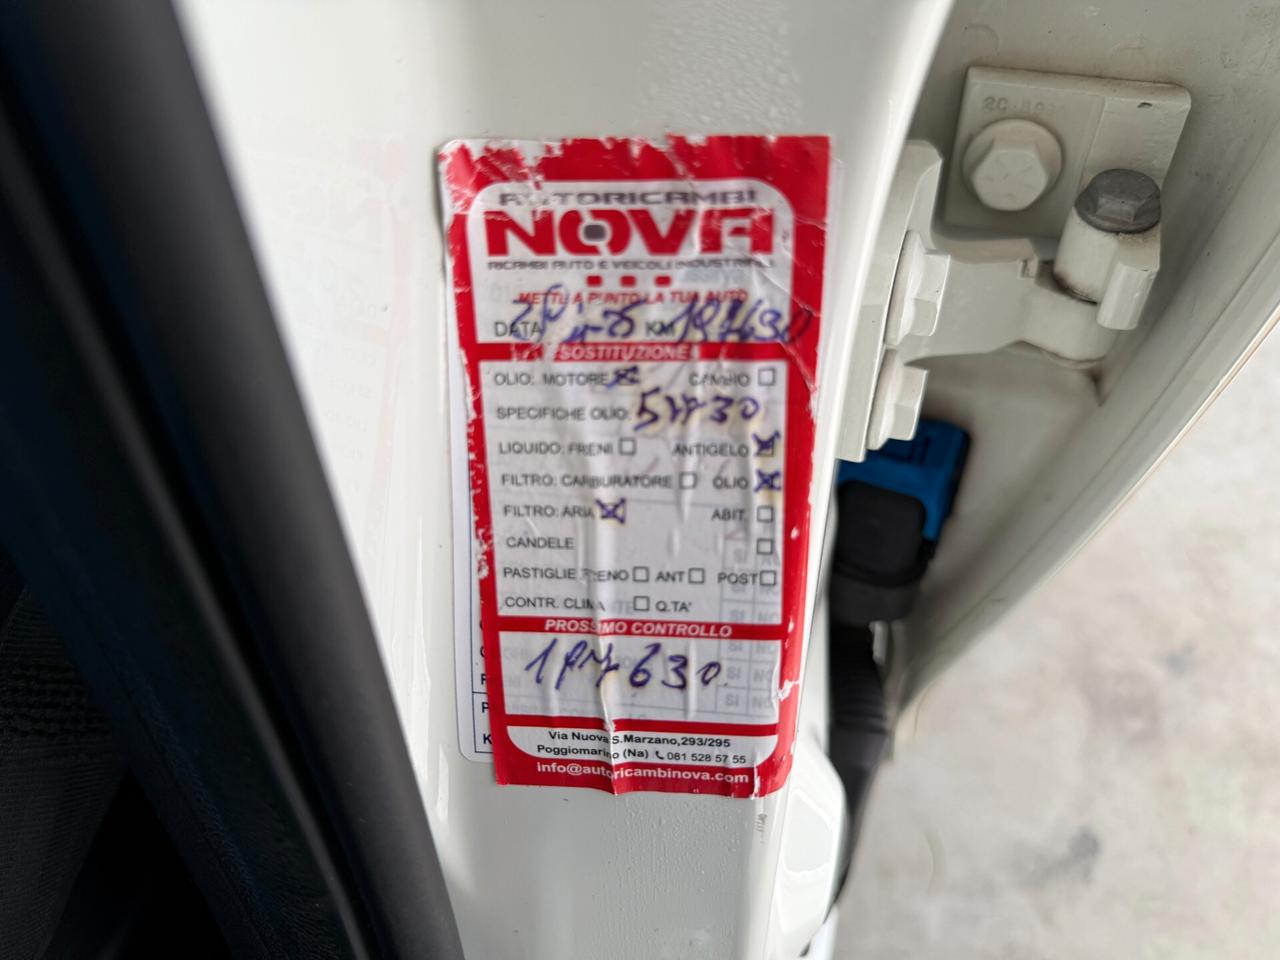 AUTORICAMBI
NOVA
RICAMBI AUTO E VEICOLI INDUSTRIALI
METTI A PUNTO LA TUA AUTO
DATA KM
SOSTITUZIONE
OLIO: MOTORE CAMBIO
SPECIFICHE OLIO: 5W30
LIQUIDO: FRENI ANTIGELO
FILTRO: CARBURATORE OLIO
FILTRO: ARIA ABIT.
CANDELE
PASTIGLIE FRENO ANT POST
CONTR. CLIMA Q.TA'
PROSSIMO CONTROLLO
Via Nuova S.Marzano,293/295
Poggiomarino (Na) 081 528 57 55
info@autoricambinova.com